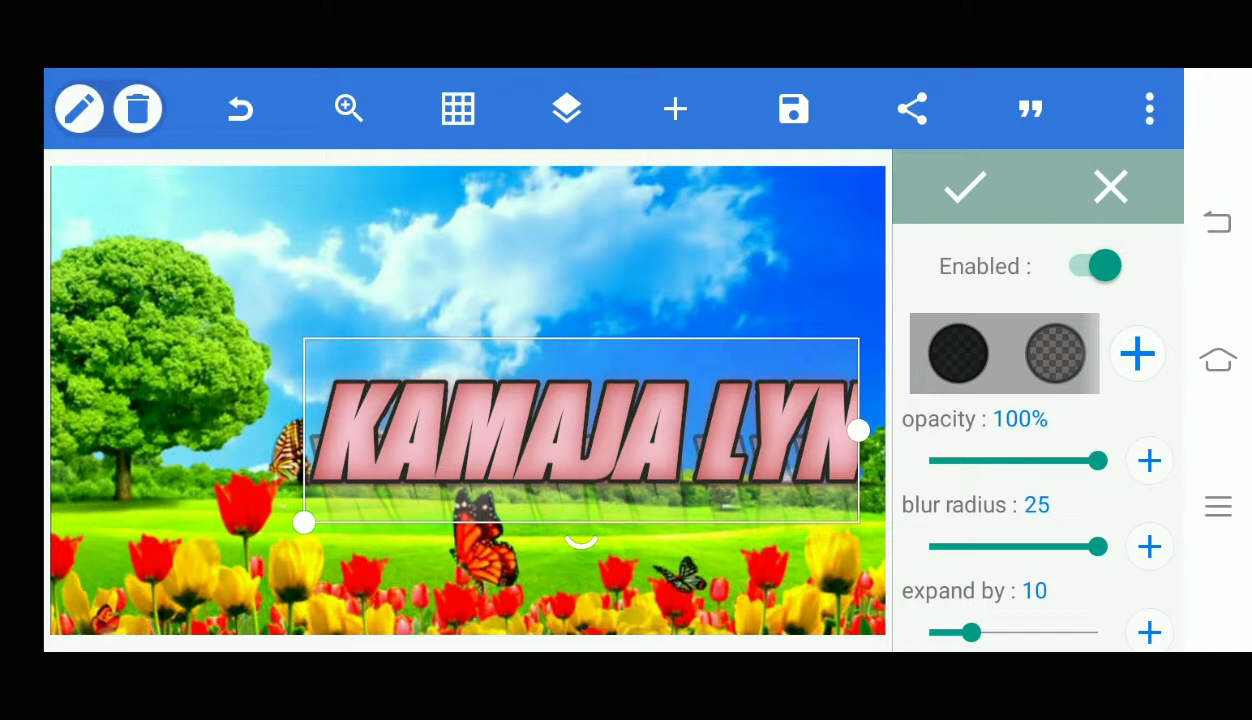 Enabled :
KAMAJA LYN
opacity : 100%
blur radius : 25
expand by : 10